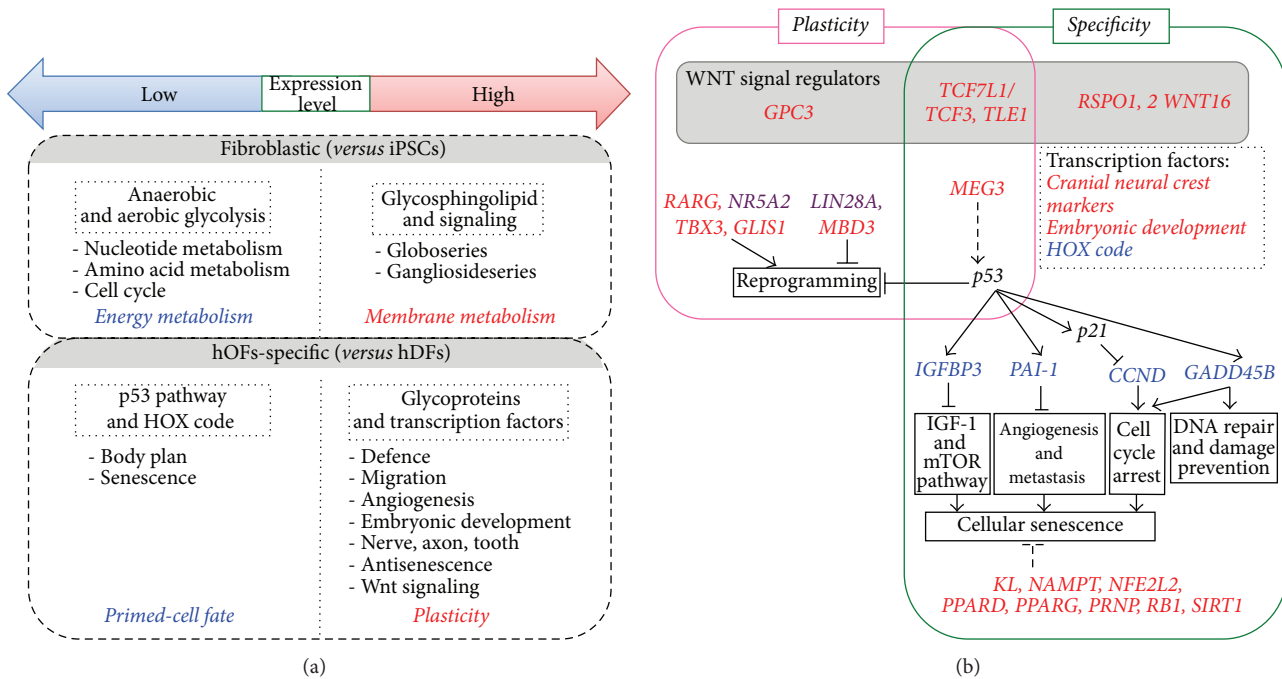 Low
Expression
level
High
Fibroblastic (versus iPSCs)
Anaerobic
and aerobic glycolysis
- Nucleotide metabolism
- Amino acid metabolism
- Cell cycle
Energy metabolism
Glycosphingolipid
and signaling
- Globoseries
- Gangliosideseries
Membrane metabolism
hOFs-specific (versus hDFs)
p53 pathway
and HOX code
- Body plan
- Senescence
Primed-cell fate
Glycoproteins
and transcription factors
- Defence
- Migration
- Angiogenesis
- Embryonic development
- Nerve, axon, tooth
- Antisenescence
- Wnt signaling
Plasticity
(a)
Plasticity
Specificity
WNT signal regulators
GPC3
TCF7L1/
TCF3, TLE1
RSPO1, 2 WNT16
Transcription factors:
Cranial neural crest
markers
Embryonic development
HOX code
RARG, NR5A2
TBX3, GLIS1
LIN28A,
MBD3
MEG3
Reprogramming
p53
p21
IGFBP3
PAI-1
CCND
GADD45B
IGF-1
and
mTOR
pathway
Angiogenesis
and
metastasis
Cell
cycle
arrest
DNA repair
and damage
prevention
Cellular senescence
KL, NAMPT, NFE2L2,
PPARD, PPARG, PRNP, RB1, SIRT1
(b)